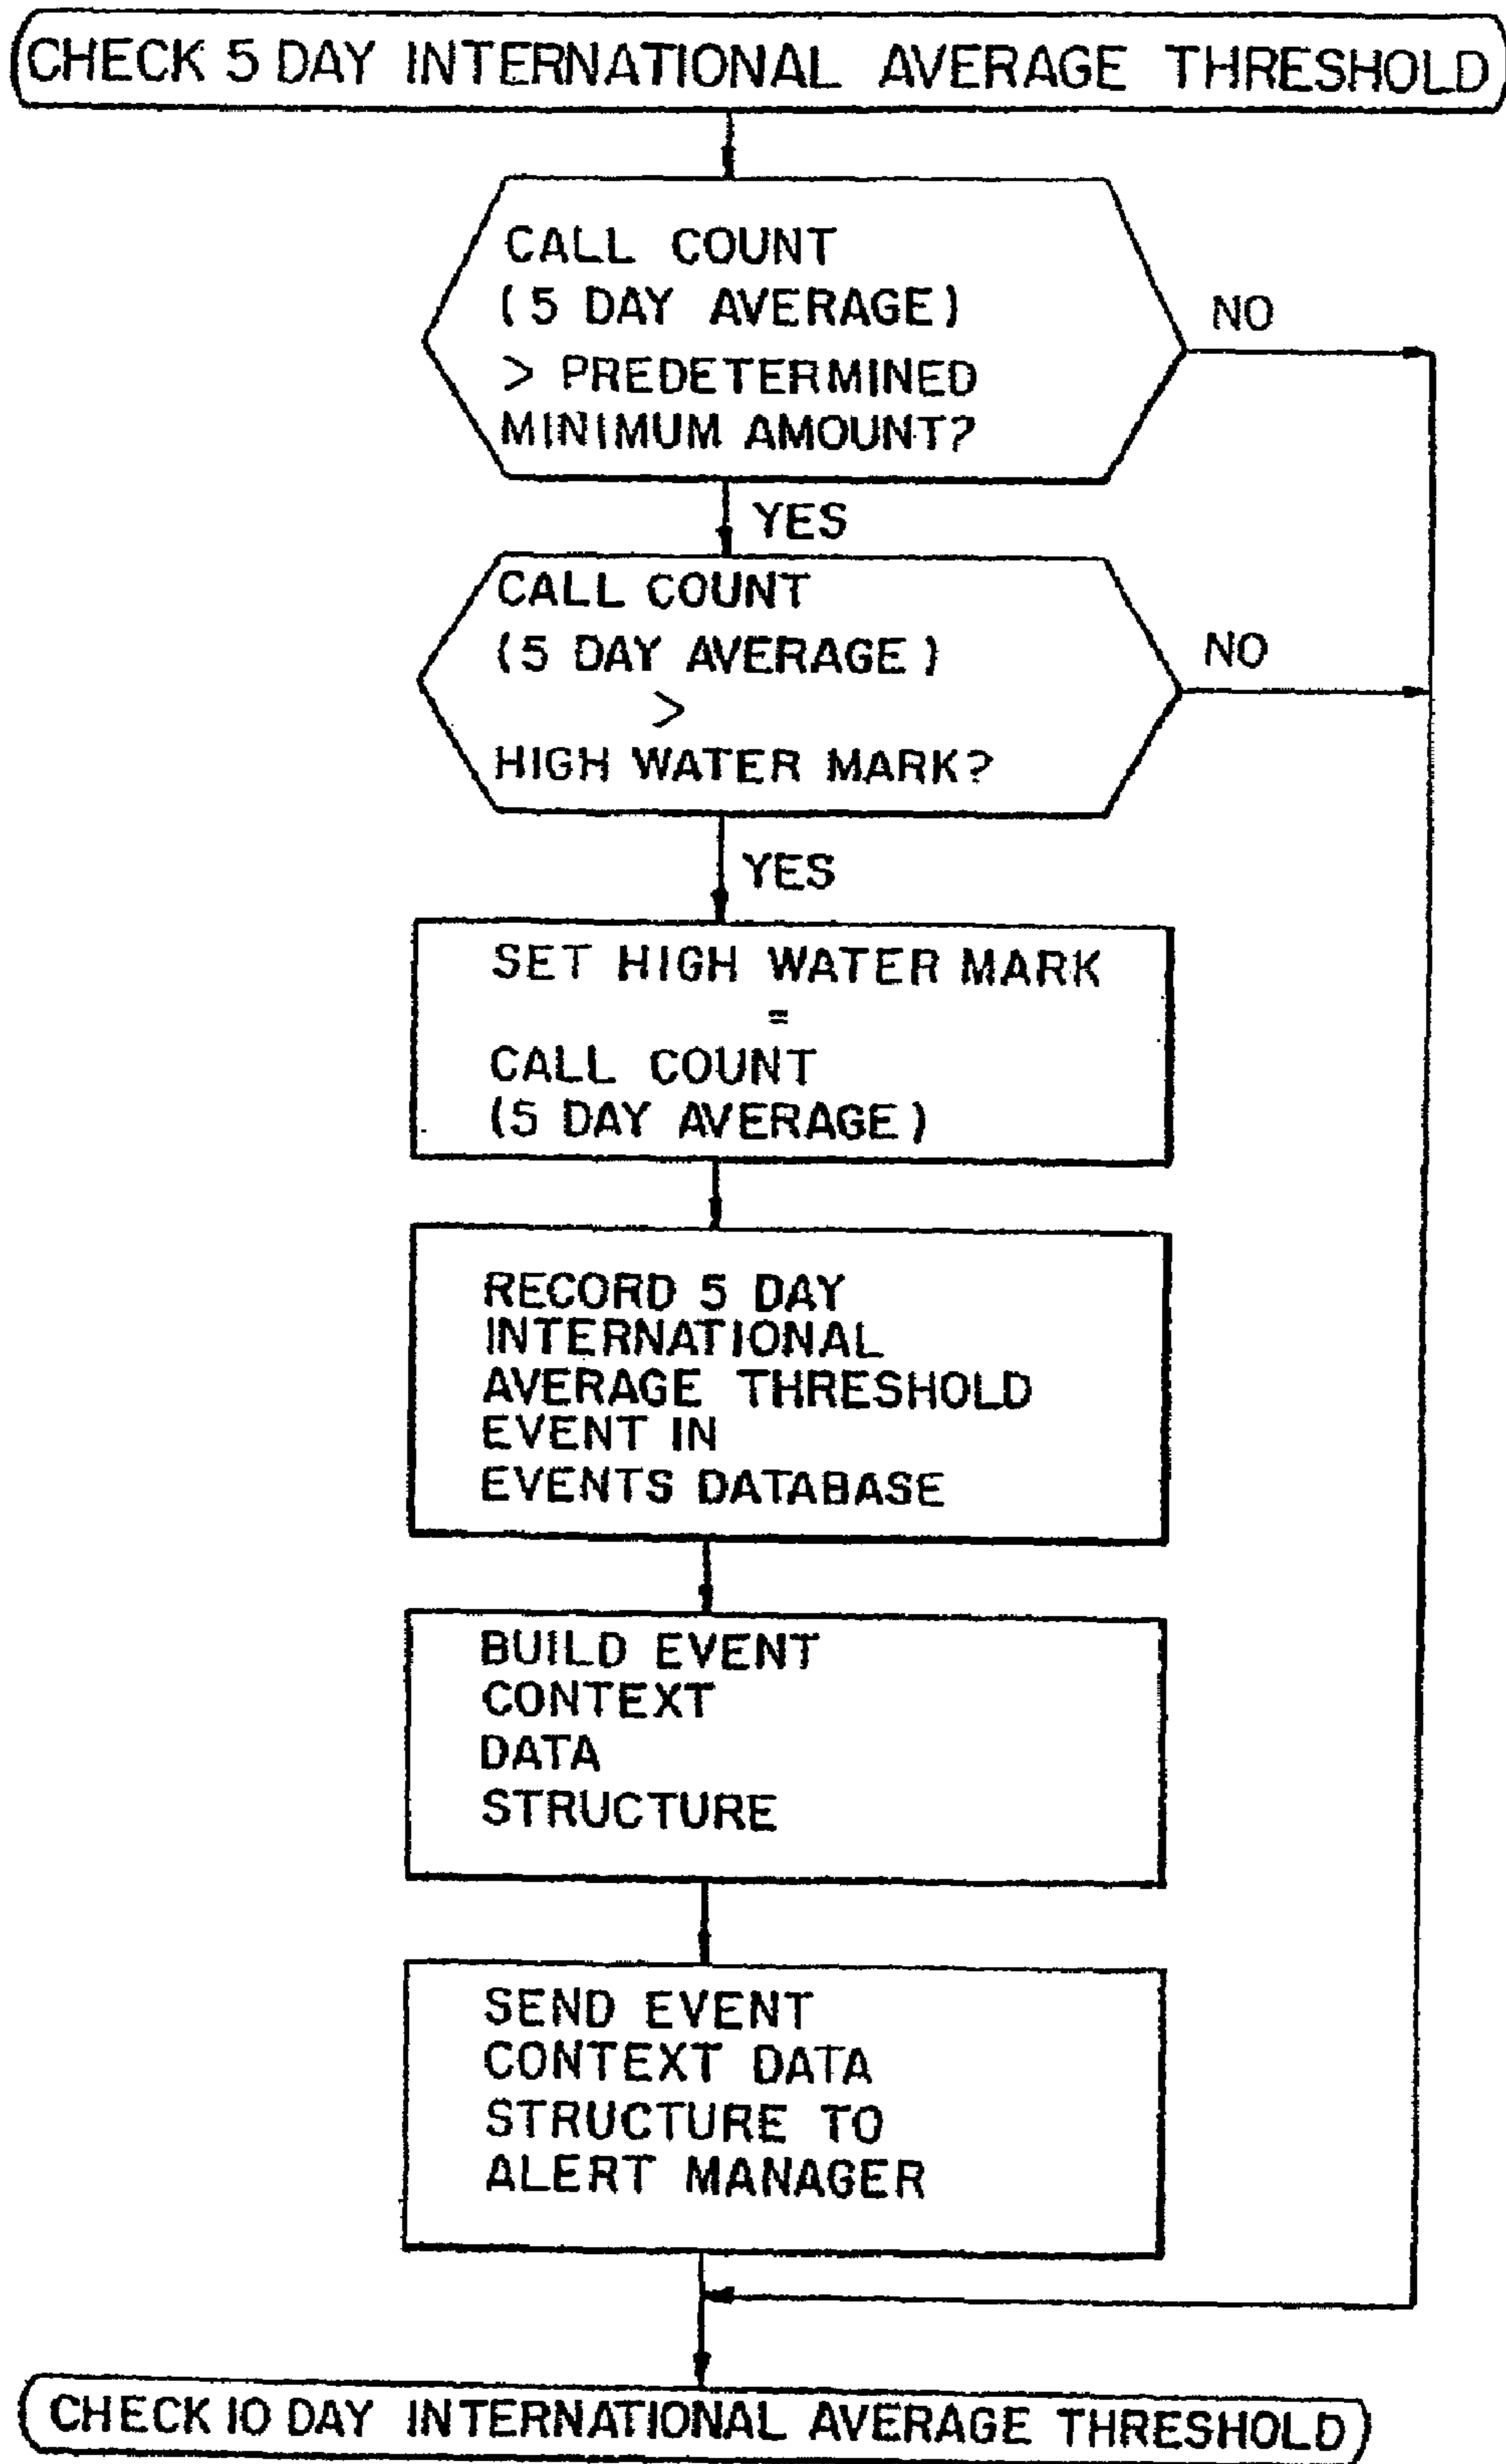 CHECK 5 DAY INTERNATIONAL AVERAGE THRESHOLD
CALL COUNT
(5 DAY AVERAGE)
> PREDETERMINED
MINIMUM AMOUNT?
NO
YES
CALL COUNT
(5 DAY AVERAGE)
>
HIGH WATER MARK?
NO
YES
SET HIGH WATER MARK
=
CALL COUNT
(5 DAY AVERAGE)
RECORD 5 DAY
INTERNATIONAL
AVERAGE THRESHOLD
EVENT IN
EVENTS DATABASE
BUILD EVENT
CONTEXT
DATA
STRUCTURE
SEND EVENT
CONTEXT DATA
STRUCTURE TO
ALERT MANAGER
CHECK 10 DAY INTERNATIONAL AVERAGE THRESHOLD